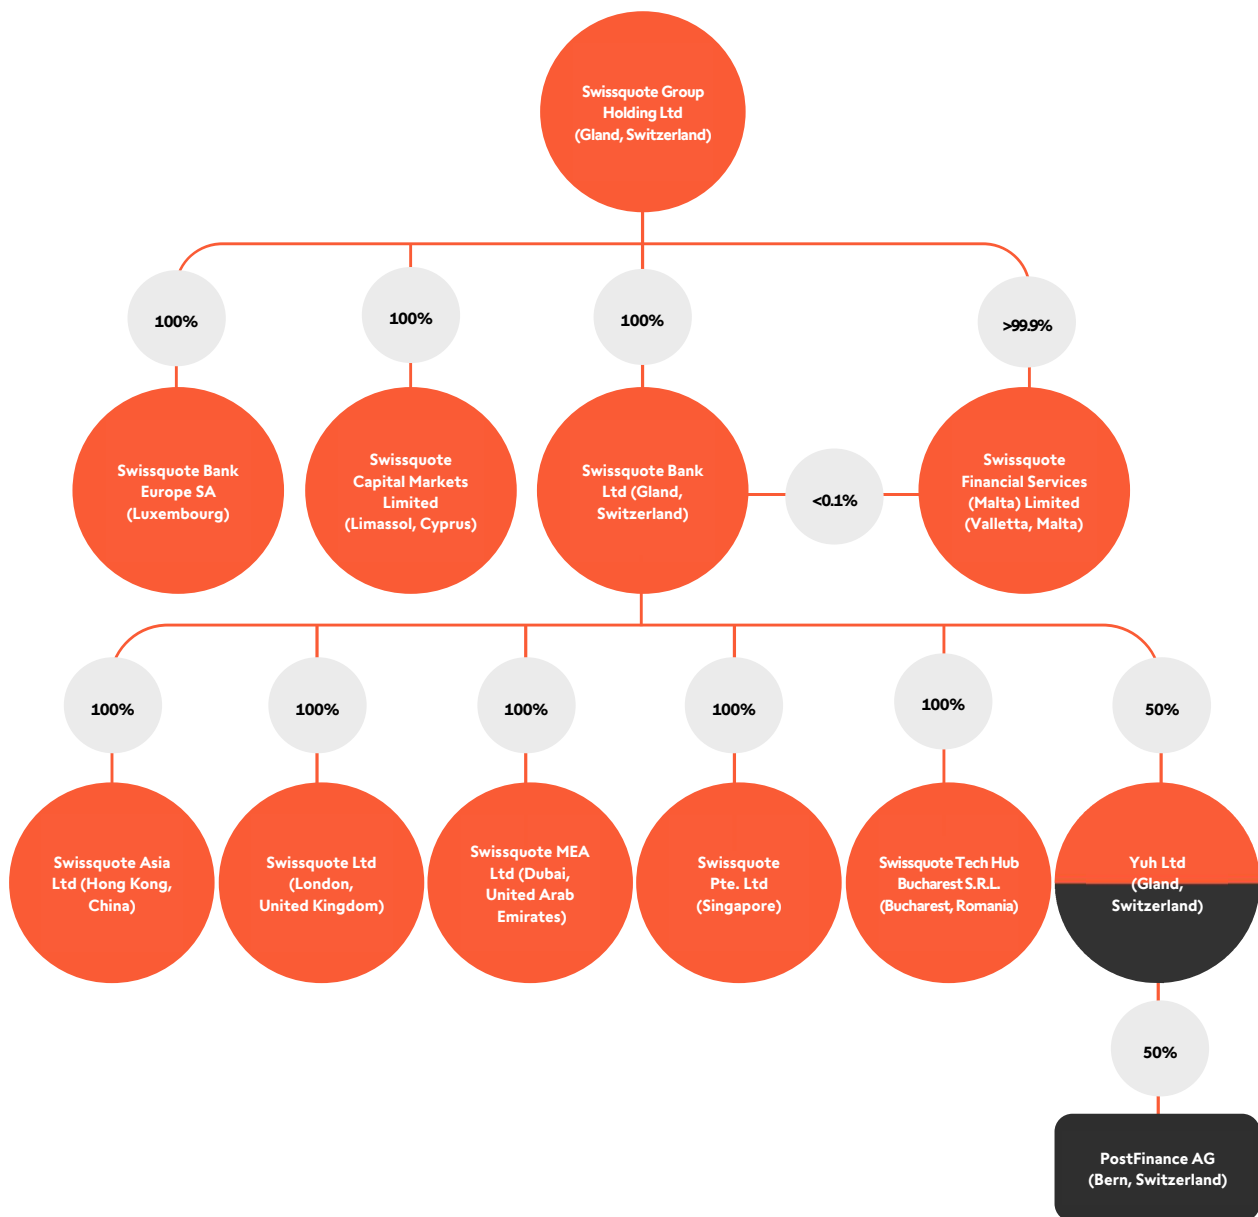 Swissquote Group
Holding Ltd
(Gland, Switzerland)
100%
100%
100%
>99.9%
Swissquote Bank
Europe SA
(Luxembourg)
Swissquote
Capital Markets
Limited
(Limassol, Cyprus)
Swissquote Bank
Ltd (Gland,
Switzerland)
<0.1%
Swissquote
Financial Services
(Malta) Limited
(Valletta, Malta)
100%
100%
100%
100%
100%
50%
Swissquote Asia
Ltd (Hong Kong,
China)
Swissquote Ltd
(London,
United Kingdom)
Swissquote MEA
Ltd (Dubai,
United Arab
Emirates)
Swissquote
Pte. Ltd
(Singapore)
Swissquote Tech Hub
Bucharest S.R.L.
(Bucharest, Romania)
Yuh Ltd
(Gland,
Switzerland)
50%
PostFinance AG
(Bern, Switzerland)